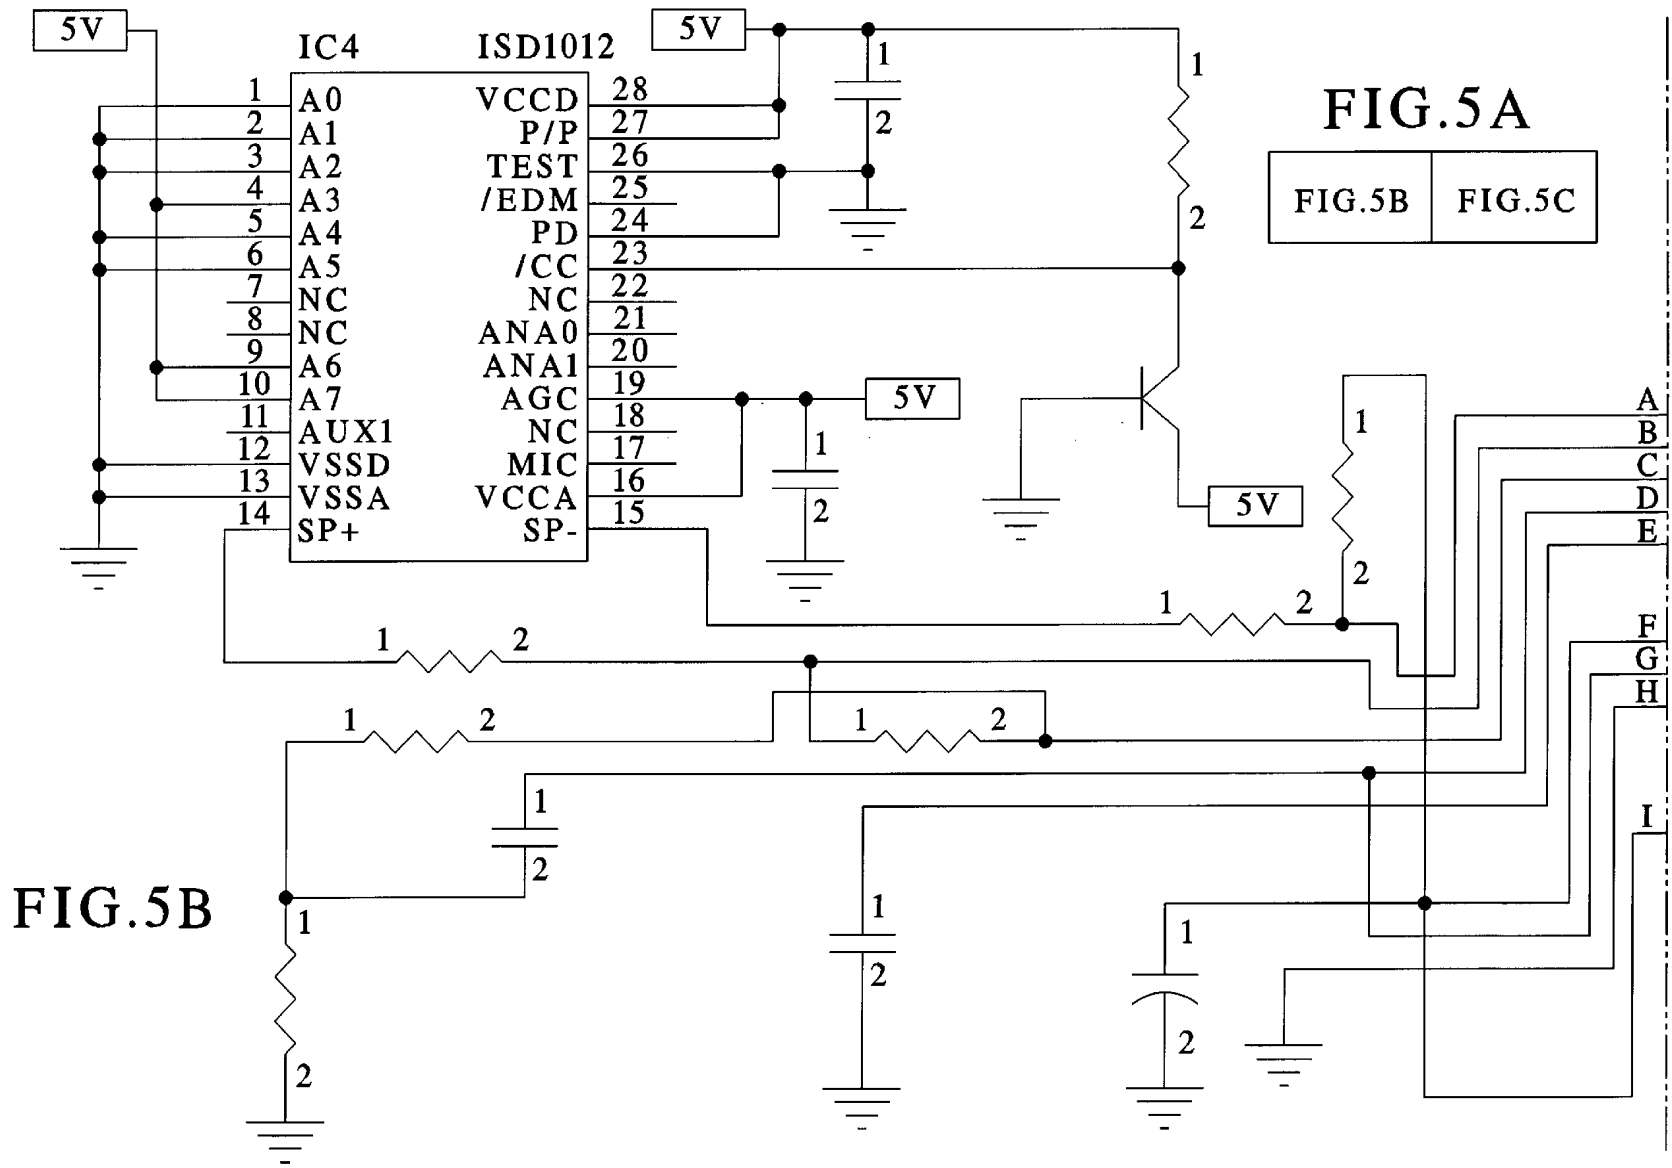 5V
IC4 ISD1012
5V
1 A0 VCCD 28
2 A1 P/P 27
3 A2 TEST 26
4 A3 /EDM 25
5 A4 PD 24
6 A5 /CC 23
7 NC NC 22
8 NC ANA0 21
9 A6 ANA1 20
10 A7 AGC 19
11 AUX1 NC 18
12 VSSD MIC 17
13 VSSA VCCA 16
14 SP+ SP- 15
1
2
1
2
FIG.5A
FIG.5B FIG.5C
5V
1
2
5V
1
2
A
B
C
D
E
F
G
H
I
1 2
1 2
1 2
1 2
1
2
FIG.5B
1
2
1
2
1
2